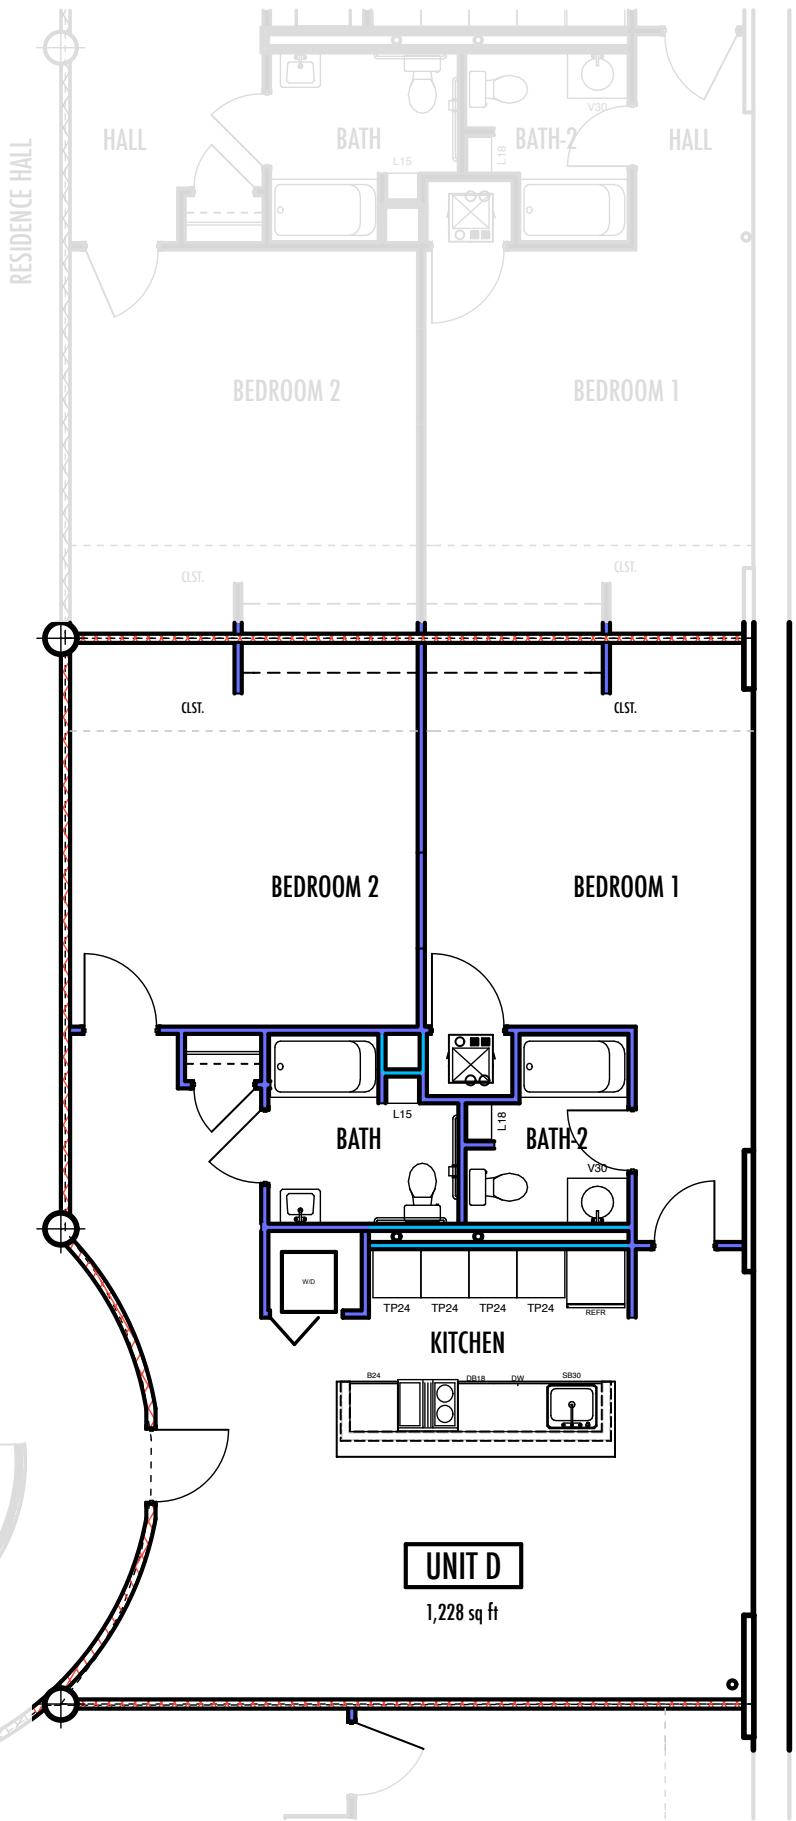 V30
HALL
BATH
BATH-2
HALL
L15
L18
RESIDENCE HALL
BEDROOM 2
BEDROOM 1
CLST.
CLST.
CLST.
CLST.
BEDROOM 2
BEDROOM 1
L15
L18
BATH
BATH-2
V30
W/D
TP24
TP24
TP24
TP24
REFR
KITCHEN
B24
DB18
DW
SB30
UNIT D
1,228 sq ft